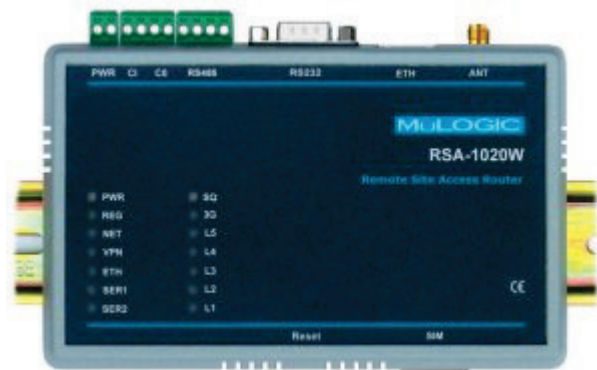 PWR CI C0 RS485 RS232 ETH ANT
MuLOGIC
RSA-1020W
Remote Site Access Router
PWR SQ
REG 3G
NET L5
VPN L4
ETH L3
SER1 L2
SER2 L1
CE
Reset SIM